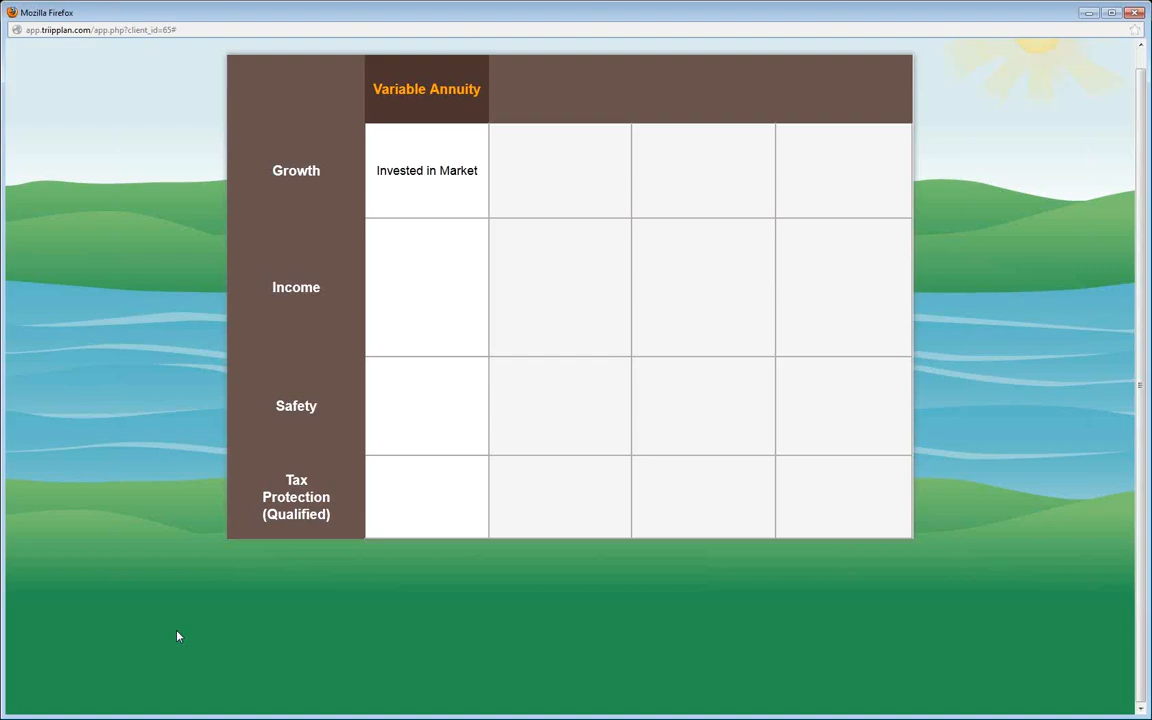 Mozilla Firefox
app.triipplan.com/app.php?client_id=65#
Variable Annuity
Growth
Invested in Market
Income
Safety
Tax
Protection
(Qualified)